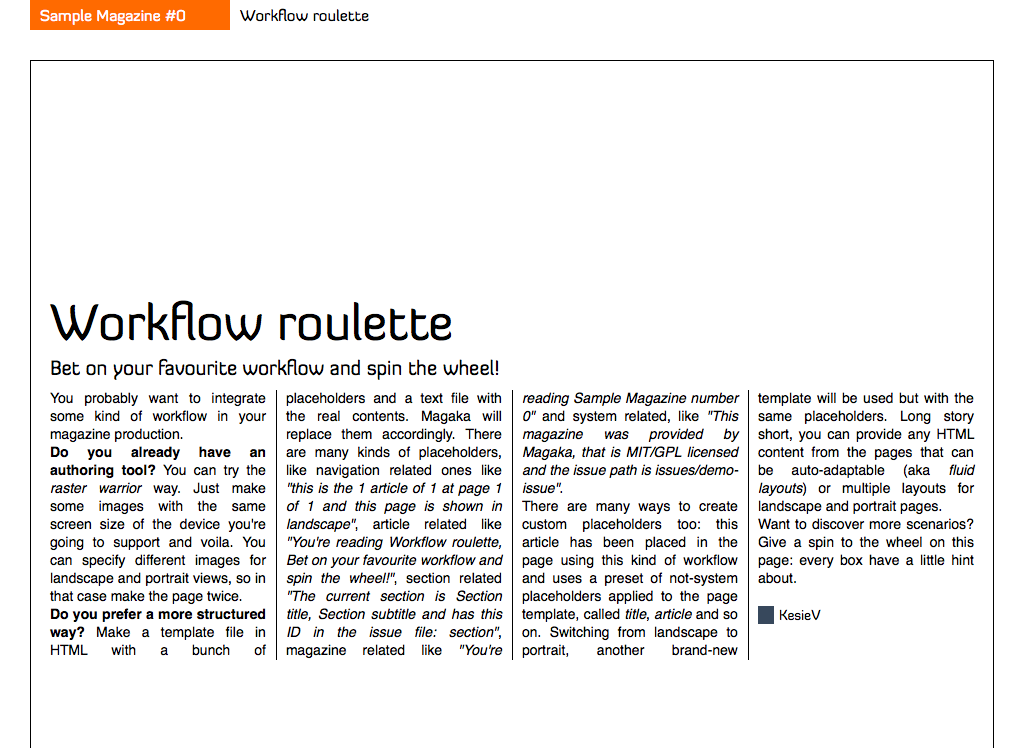 Sample Magazine #0
Workflow roulette
Workflow roulette
Bet on your favourite workflow and spin the wheel!
You probably want to integrate
some kind of workflow in your
magazine production.
Do you already have an
authoring tool? You can try the
raster warrior way. Just make
some images with the same
screen size of the device you're
going to support and voila. You
can specify different images for
landscape and portrait views, so in
that case make the page twice.
Do you prefer a more structured
way? Make a template file in
HTML with a bunch of
placeholders and a text file with
the real contents. Magaka will
replace them accordingly. There
are many kinds of placeholders,
like navigation related ones like
"this is the 1 article of 1 at page 1
of 1 and this page is shown in
landscape", article related like
"You're reading Workflow roulette,
Bet on your favourite workflow and
spin the wheel!", section related
"The current section is Section
title, Section subtitle and has this
ID in the issue file: section",
magazine related like "You're
reading Sample Magazine number
0" and system related, like "This
magazine was provided by
Magaka, that is MIT/GPL licensed
and the issue path is issues/demo-
issue".
There are many ways to create
custom placeholders too: this
article has been placed in the
page using this kind of workflow
and uses a preset of not-system
placeholders applied to the page
template, called title, article and so
on. Switching from landscape to
portrait, another brand-new
template will be used but with the
same placeholders. Long story
short, you can provide any HTML
content from the pages that can
be auto-adaptable (aka fluid
layouts) or multiple layouts for
landscape and portrait pages.
Want to discover more scenarios?
Give a spin to the wheel on this
page: every box have a little hint
about.
KesieV